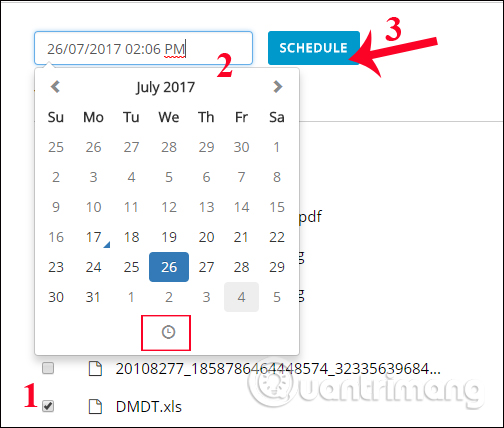 26/07/2017 02:06 PM
2
SCHEDULE
3
July 2017
Su Mo Tu We Th Fr Sa
25 26 27 28 29 30 1
2 3 4 5 6 7 8
9 10 11 12 13 14 15
16 17 18 19 20 21 22
23 24 25 26 27 28 29
30 31 1 2 3 4 5
pdf
g
g
20108277_1858786464448574_32335639684...
1
DMDT.xls
Quantrimang